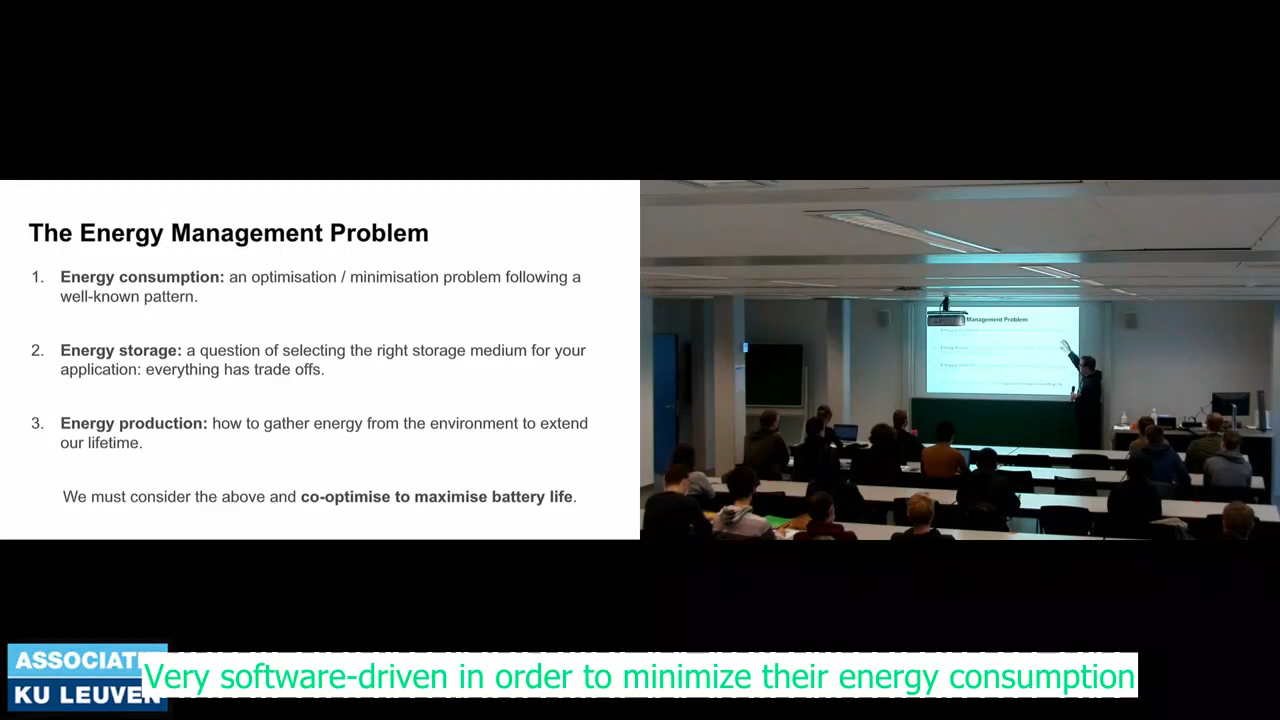 The Energy Management Problem
1. Energy consumption: an optimisation / minimisation problem following a
well-known pattern.
2. Energy storage: a question of selecting the right storage medium for your
application: everything has trade offs.
3. Energy production: how to gather energy from the environment to extend
our lifetime.
We must consider the above and co-optimise to maximise battery life.
Management Problem
ASSOCIATI
KU LEUVEN
Very software-driven in order to minimize their energy consumption